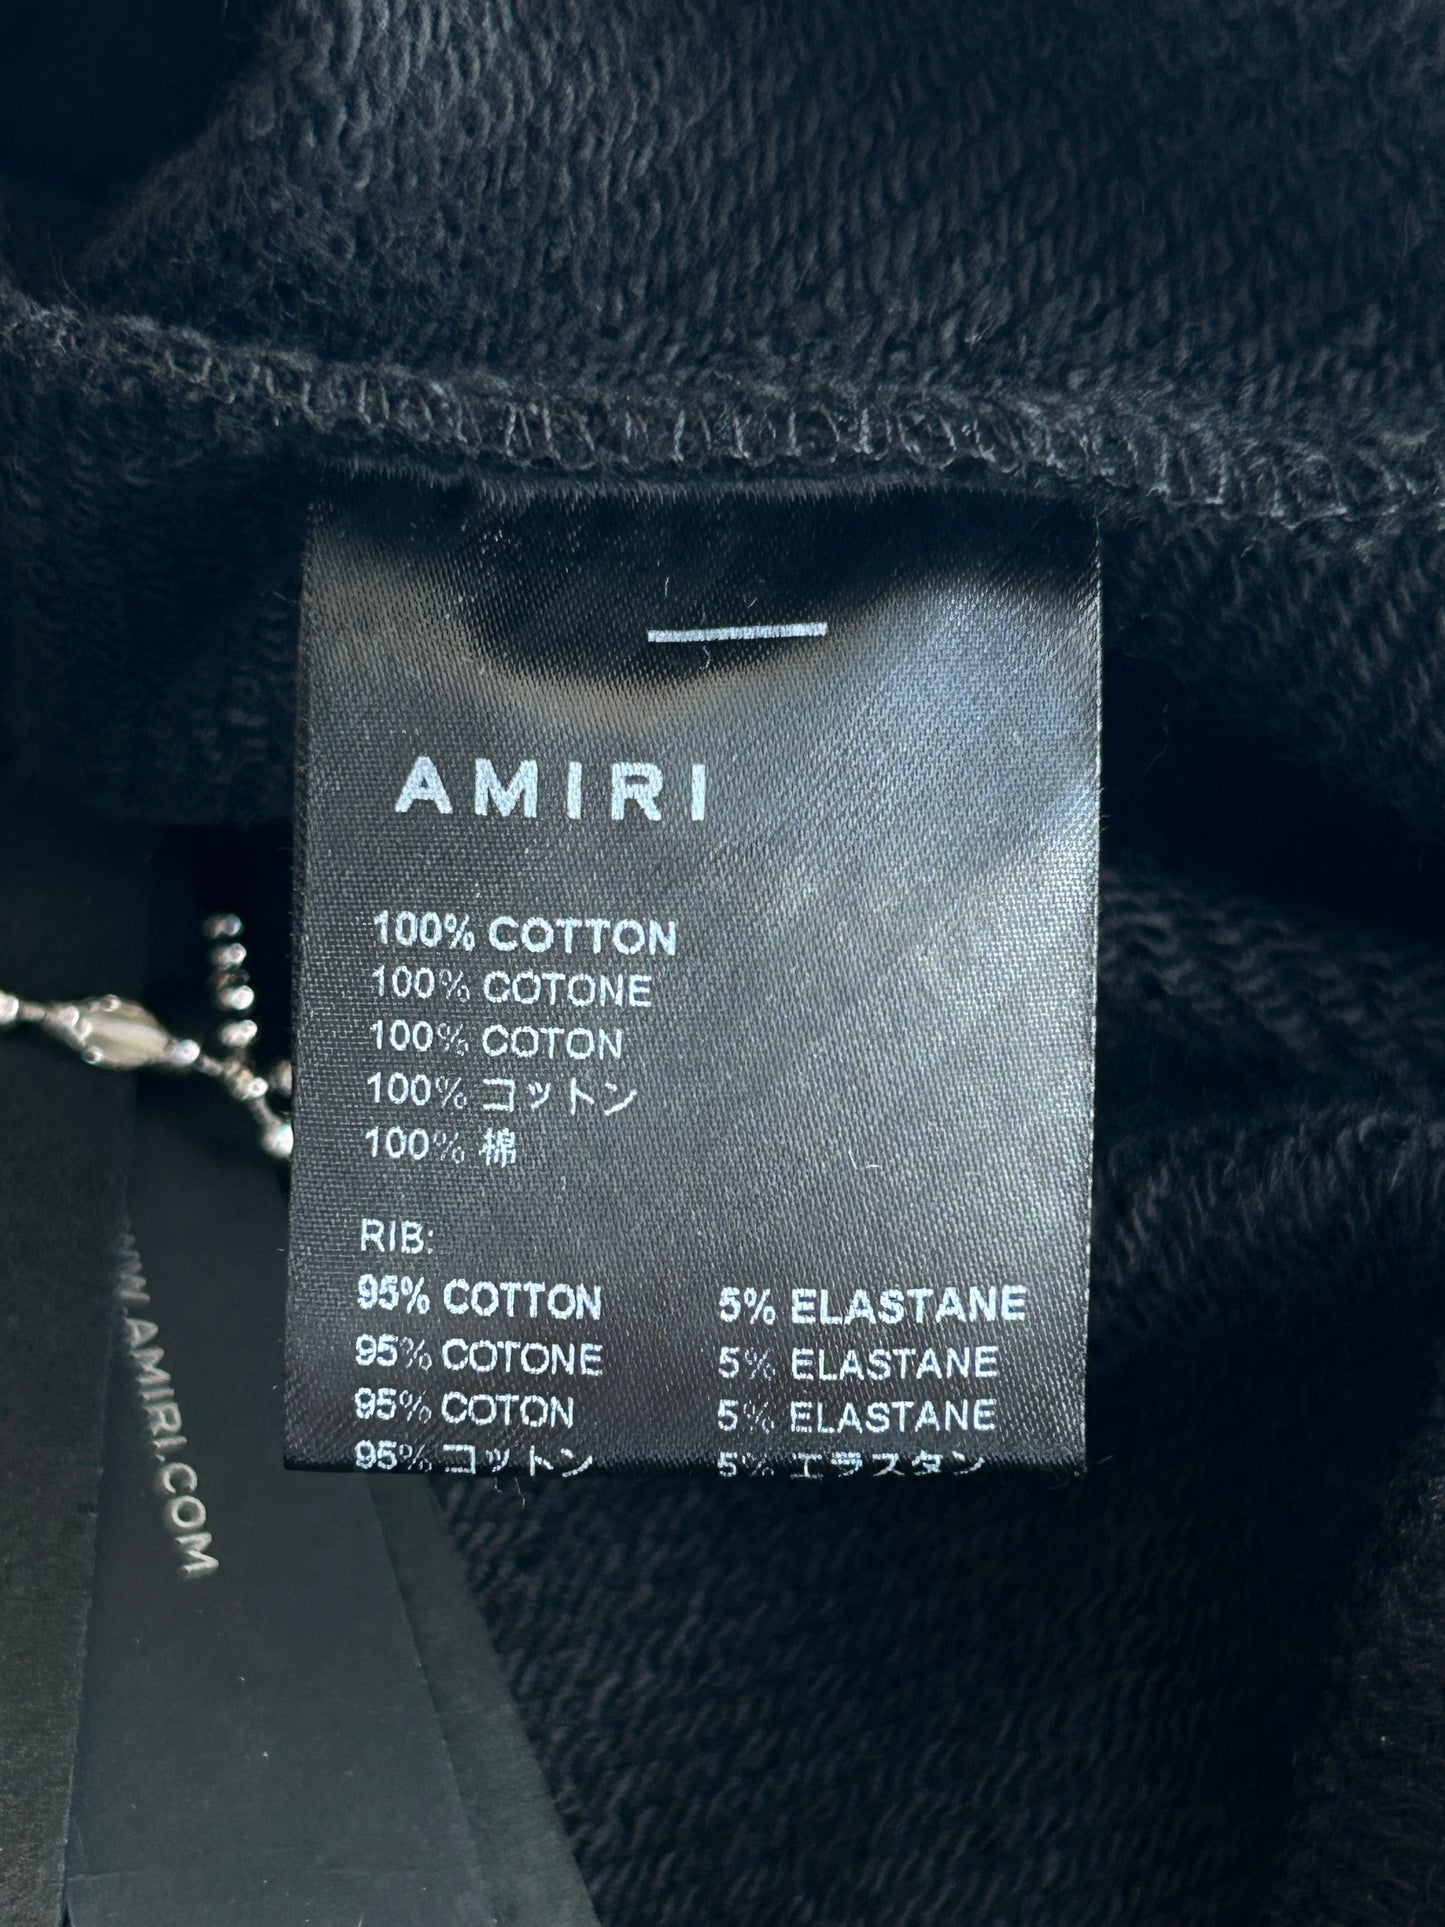 AMIRI
100% COTTON
100% COTONE
100% COTON
100% コットン
100% 棉
RIB:
95% COTTON 5% ELASTANE
95% COTONE 5% ELASTANE
95% COTON 5% ELASTANE
95% コットン 5% エラスタン
.AMIRI.COM